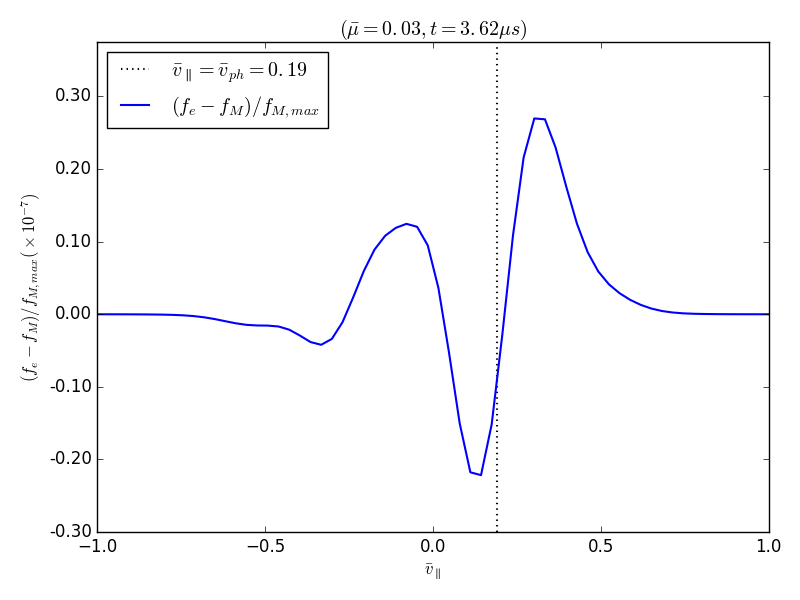 (μ̄ = 0.03, t = 3.62μs)
v̄∥ = v̄ph = 0.19
(fe − fM)/fM,max
(fe − fM)/fM,max(×10⁻⁷)
0.30
0.20
0.10
0.00
-0.10
-0.20
-0.30
−1.0 −0.5 0.0 0.5 1.0
v̄∥